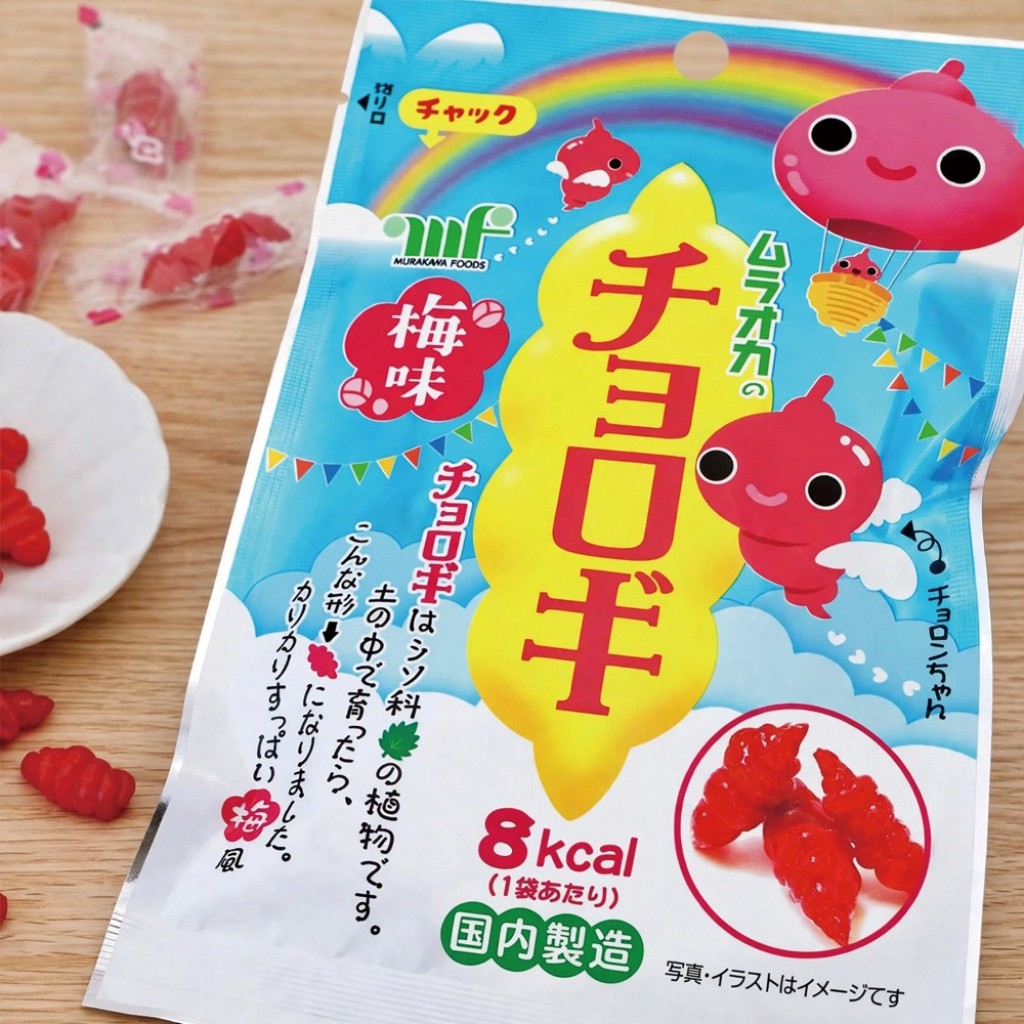 切り口
チャック
mf
MURAKAWA FOODS
梅味
ムラオカの
チョロギ
チョロンちゃん
チョロギはシソ科の植物です。
土の中で育ったら、
こんな形になりました。
カリカリすっぱい梅風
8kcal
(1袋あたり)
国内製造
写真・イラストはイメージてす